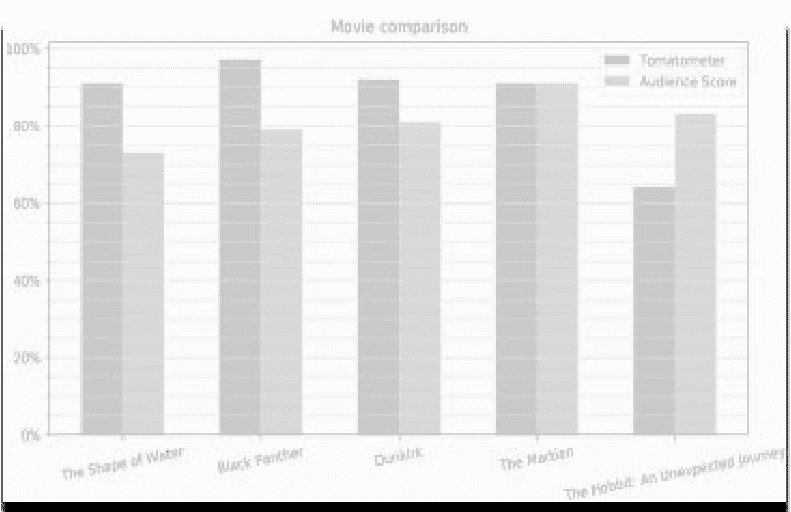 Movie comparison
100%
Tomatometer
Audience Score
80%
60%
40%
20%
0%
The Shape of Water
Black Panther
Dunkirk
The Martian
The Hobbit: An Unexpected Journey